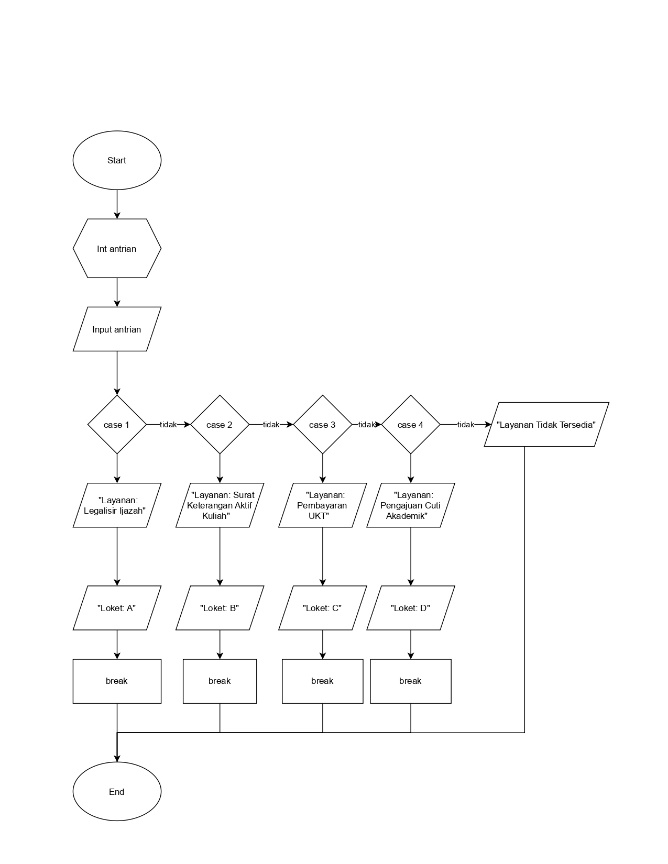 Start
Int antrian
Input antrian
case 1
tidak
case 2
tidak
case 3
tidak
case 4
tidak
"Layanan Tidak Tersedia"
"Layanan:
Legalisir Ijazah"
"Layanan: Surat
Keterangan Aktif
Kuliah"
"Layanan:
Pembayaran
UKT"
"Layanan:
Pengajuan Cuti
Akademik"
"Loket: A"
"Loket: B"
"Loket: C"
"Loket: D"
break
break
break
break
End